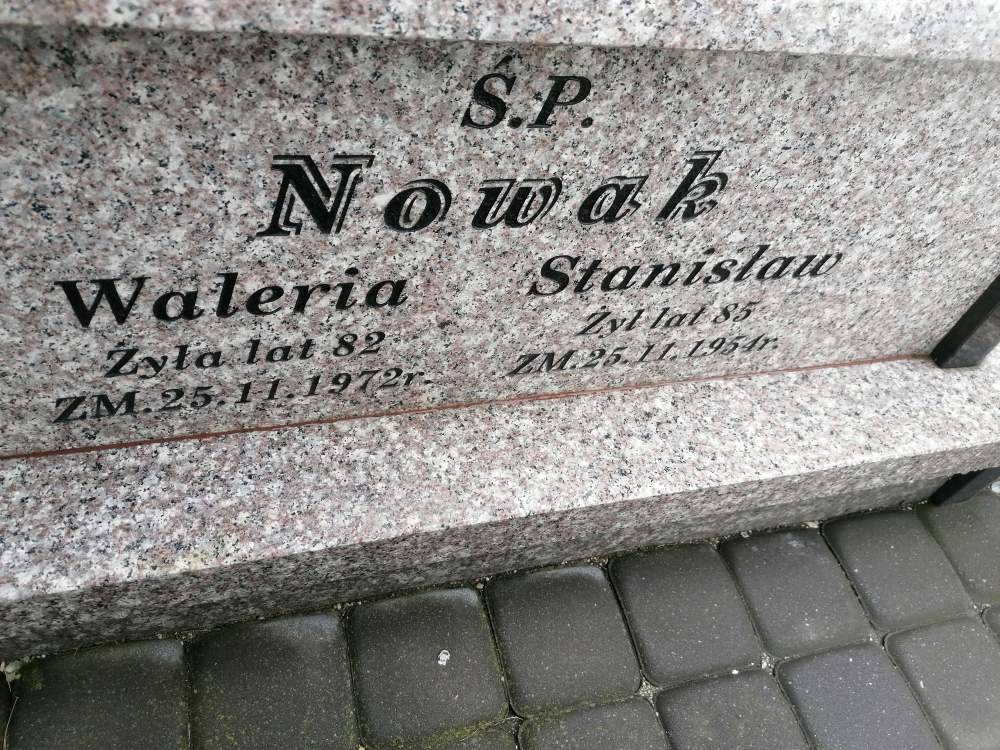 Ś.P.
Nowak
Waleria
Żyła lat 82
ZM.25.11.1972r.
Stanisław
Żył lat 85
ZM.25.11.1954r.